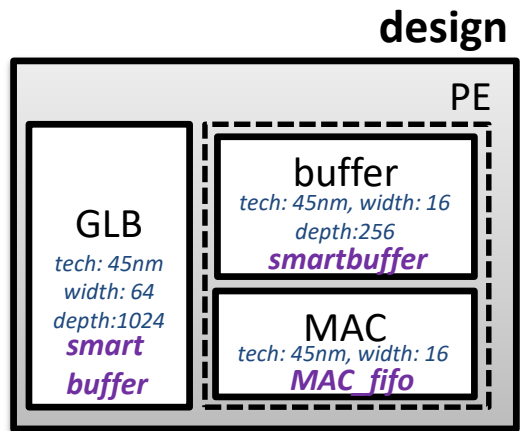 design
PE
GLB
tech: 45nm
width: 64
depth:1024
smart
buffer
buffer
tech: 45nm, width: 16
depth:256
smartbuffer
MAC
tech: 45nm, width: 16
MAC_fifo